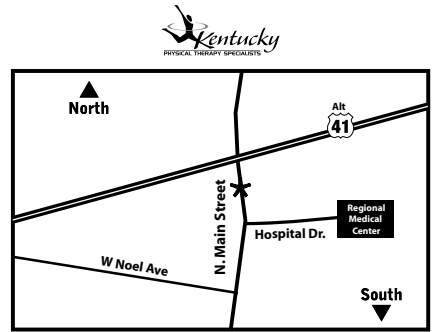 Kentucky
PHYSICAL THERAPY SPECIALISTS
North
Alt
41
N. Main Street
Regional
Medical
Center
Hospital Dr.
W Noel Ave
South